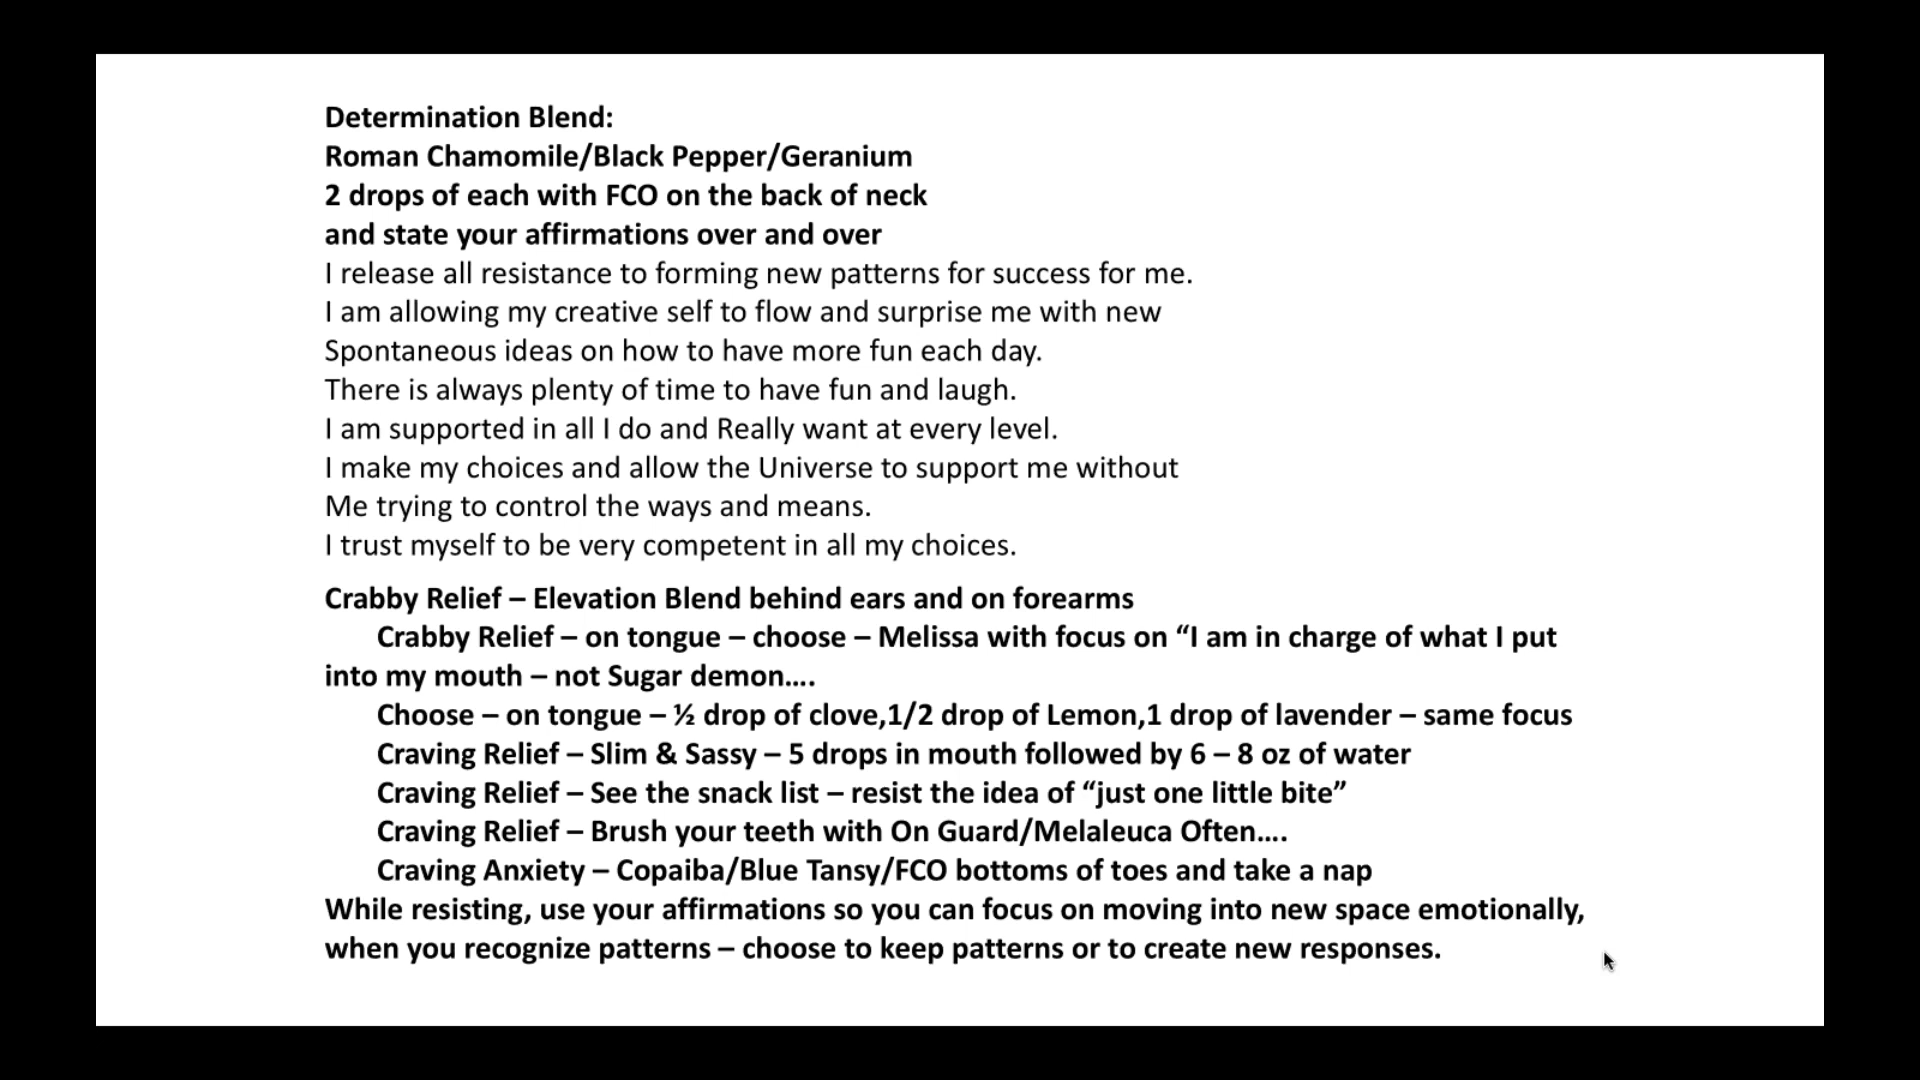 Determination Blend:
Roman Chamomile/Black Pepper/Geranium
2 drops of each with FCO on the back of neck
and state your affirmations over and over
I release all resistance to forming new patterns for success for me.
I am allowing my creative self to flow and surprise me with new
Spontaneous ideas on how to have more fun each day.
There is always plenty of time to have fun and laugh.
I am supported in all I do and Really want at every level.
I make my choices and allow the Universe to support me without
Me trying to control the ways and means.
I trust myself to be very competent in all my choices.
Crabby Relief – Elevation Blend behind ears and on forearms
Crabby Relief – on tongue – choose – Melissa with focus on “I am in charge of what I put
into my mouth – not Sugar demon….
Choose – on tongue – ½ drop of clove,1/2 drop of Lemon,1 drop of lavender – same focus
Craving Relief – Slim & Sassy – 5 drops in mouth followed by 6 – 8 oz of water
Craving Relief – See the snack list – resist the idea of “just one little bite”
Craving Relief – Brush your teeth with On Guard/Melaleuca Often….
Craving Anxiety – Copaiba/Blue Tansy/FCO bottoms of toes and take a nap
While resisting, use your affirmations so you can focus on moving into new space emotionally,
when you recognize patterns – choose to keep patterns or to create new responses.